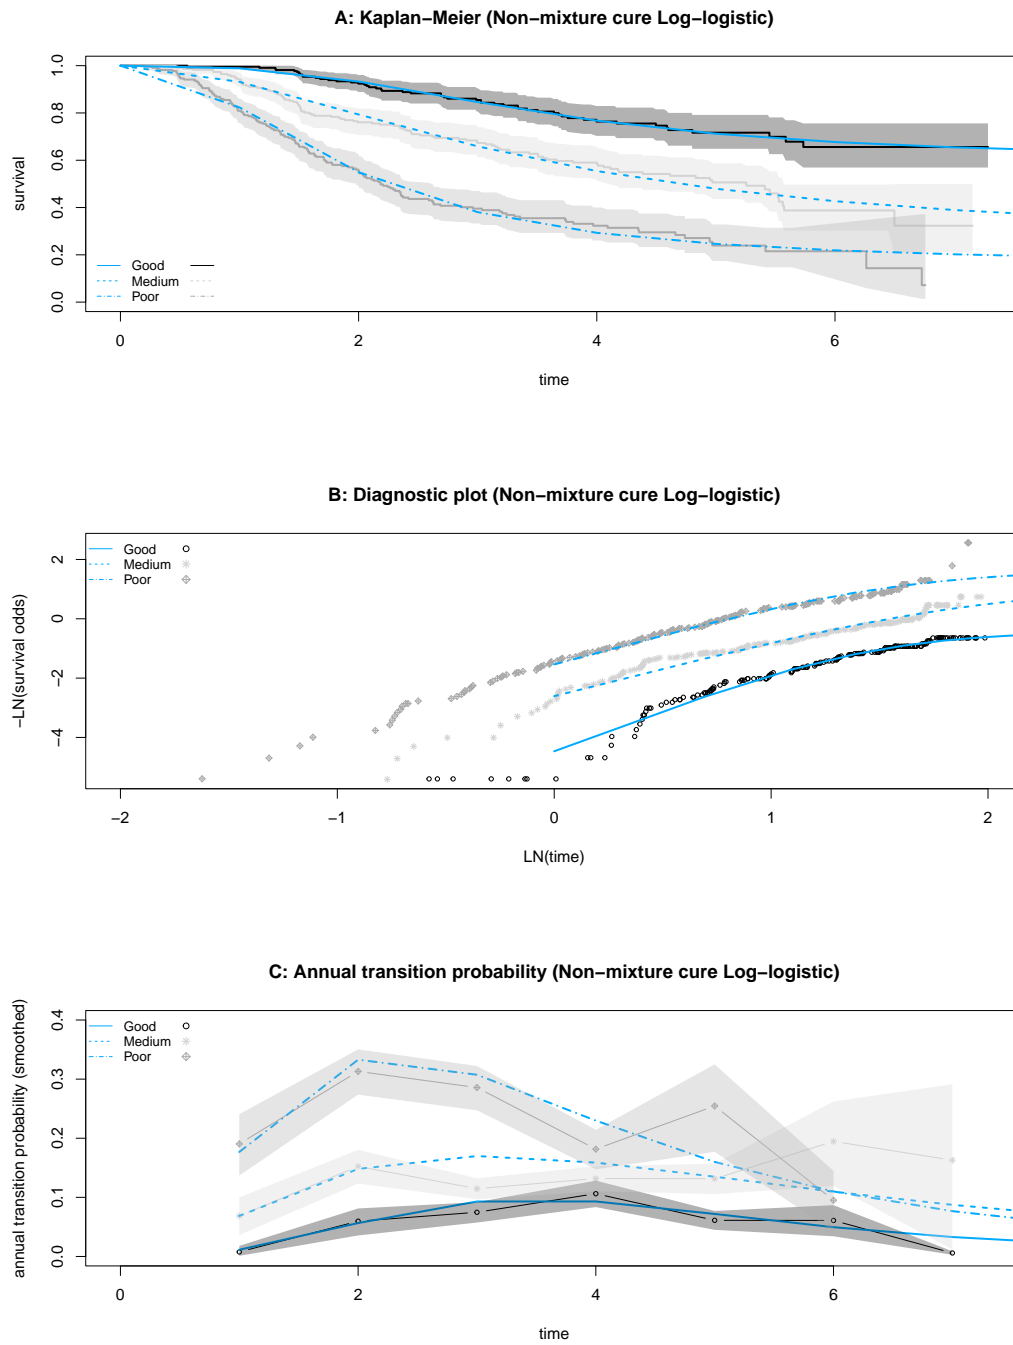 A: Kaplan−Meier (Non−mixture cure Log−logistic)
survival
1.0
0.8
0.6
0.4
0.2
0.0
Good
Medium
Poor
0 2 4 6
time
B: Diagnostic plot (Non−mixture cure Log−logistic)
−LN(survival odds)
2
0
−2
−4
Good
Medium
Poor
−2 −1 0 1 2
LN(time)
C: Annual transition probability (Non−mixture cure Log−logistic)
annual transition probability (smoothed)
0.4
0.3
0.2
0.1
0.0
Good
Medium
Poor
0 2 4 6
time